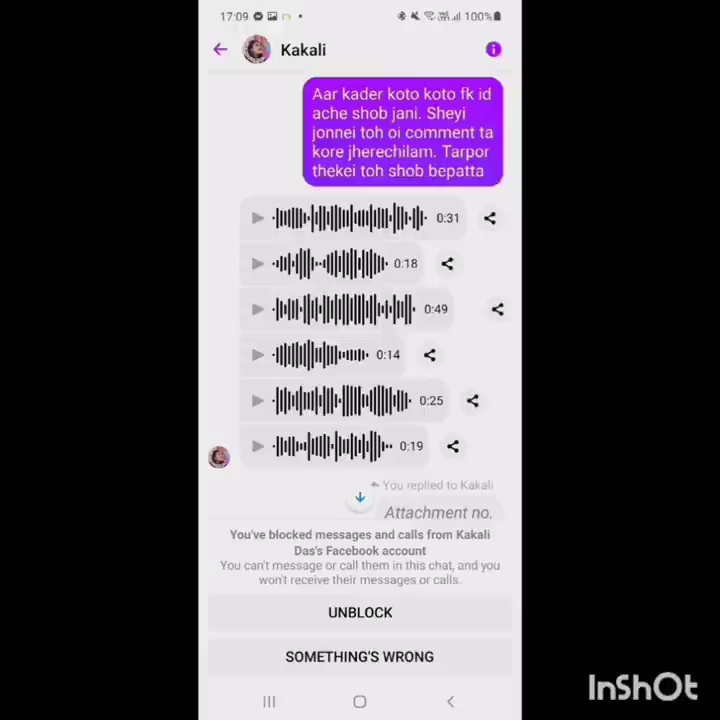 17:09
100%
Kakali
Aar kader koto koto fk id
ache shob jani. Sheyi
jonnei toh oi comment ta
kore jherechilam. Tarpor
thekei toh shob bepatta
0:31
0:18
0:49
0:14
0:25
0:19
You replied to Kakali
Attachment no.
You've blocked messages and calls from Kakali
Das's Facebook account
You can't message or call them in this chat, and you
won't receive their messages or calls.
UNBLOCK
SOMETHING'S WRONG
InShOt